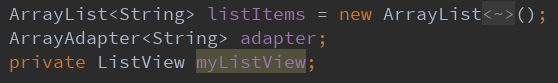 ArrayList<String> listItems = new ArrayList<~>();
ArrayAdapter<String> adapter;
private ListView myListView;